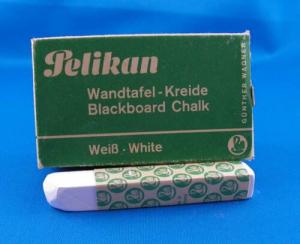 Pelikan
Wandtafel-Kreide
Blackboard Chalk
Weiß - White
GÜNTHER WAGNER